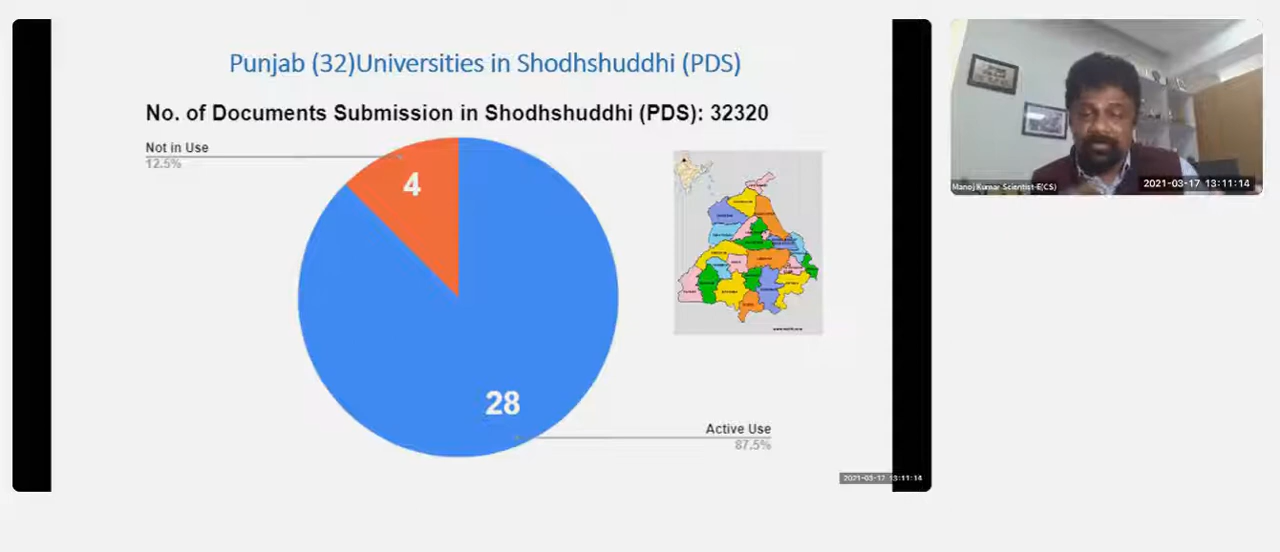 Punjab (32)Universities in Shodhshuddhi (PDS)
No. of Documents Submission in Shodhshuddhi (PDS): 32320
Not in Use
12.5%
4
28
Active Use
87.5%
2021-03-17 13:11:14
Manoj Kumar Scientist-E(CS)
2021-03-17 13:11:14